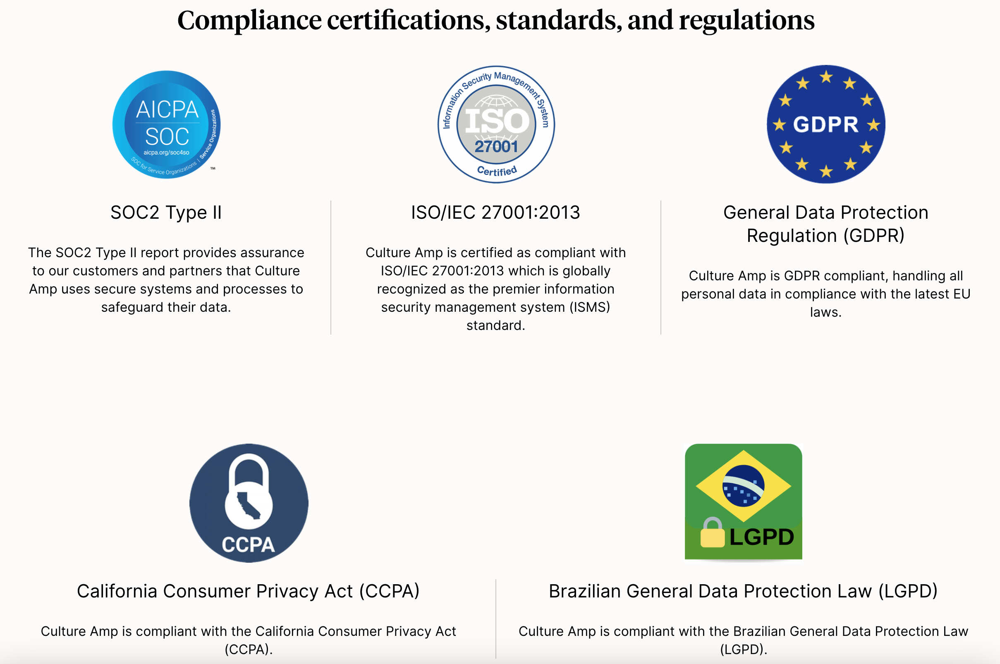 Compliance certifications, standards, and regulations
AICPA
SOC
aicpa.org/soc4so
SOC for Service Organizations | Service Organizations
TM
Information Security Management System
ISO
27001
Certified
GDPR
SOC2 Type II
The SOC2 Type II report provides assurance
to our customers and partners that Culture
Amp uses secure systems and processes to
safeguard their data.
ISO/IEC 27001:2013
Culture Amp is certified as compliant with
ISO/IEC 27001:2013 which is globally
recognized as the premier information
security management system (ISMS)
standard.
General Data Protection
Regulation (GDPR)
Culture Amp is GDPR compliant, handling all
personal data in compliance with the latest EU
laws.
CCPA
LGPD
California Consumer Privacy Act (CCPA)
Culture Amp is compliant with the California Consumer Privacy Act
(CCPA).
Brazilian General Data Protection Law (LGPD)
Culture Amp is compliant with the Brazilian General Data Protection Law
(LGPD).